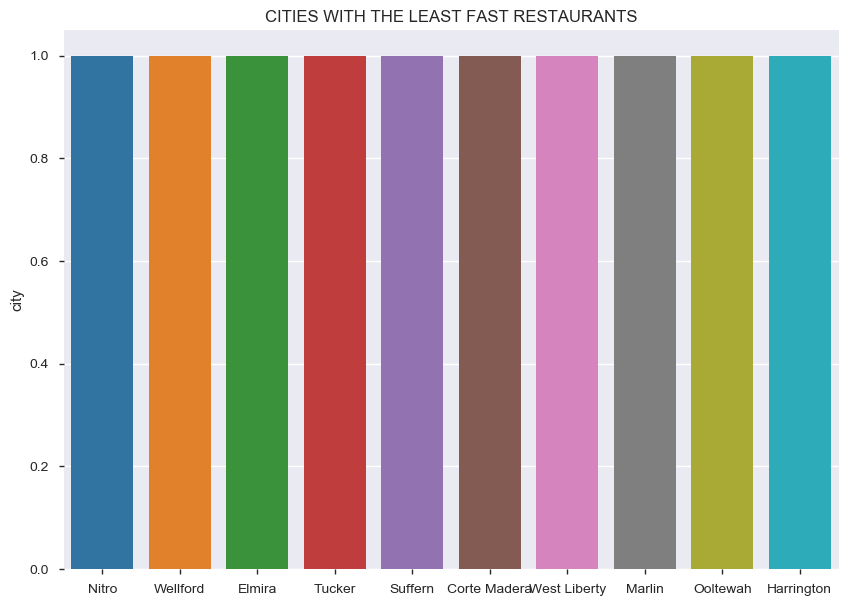 CITIES WITH THE LEAST FAST RESTAURANTS
city
1.0
0.8
0.6
0.4
0.2
0.0
Nitro Wellford Elmira Tucker Suffern Corte Madera West Liberty Marlin Ooltewah Harrington